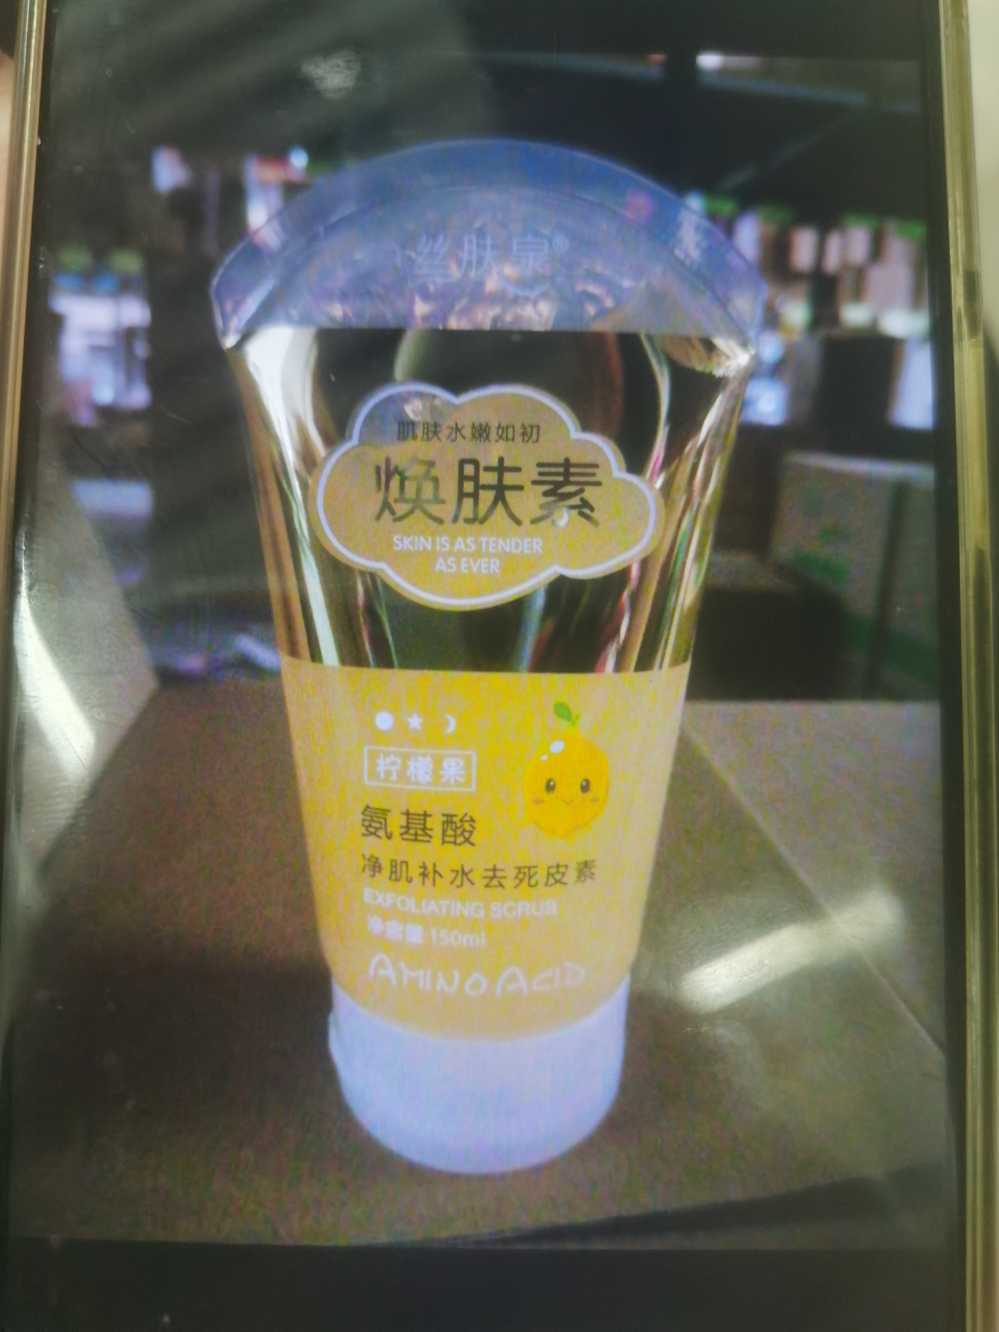 丝肤泉®
肌肤水嫩如初
焕肤素
SKIN IS AS TENDER
AS EVER
柠檬果
氨基酸
净肌补水去死皮素
EXFOLIATING SCRUB
净含量 150ml
AMINO ACID